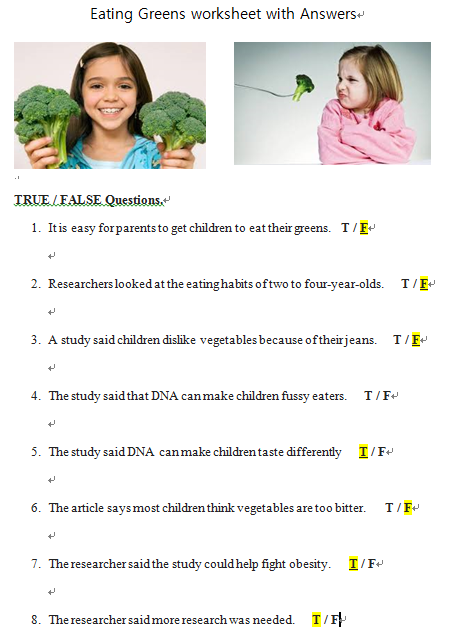 Eating Greens worksheet with Answers
TRUE / FALSE Questions.
1. It is easy for parents to get children to eat their greens. T / F
2. Researchers looked at the eating habits of two to four-year-olds. T / F
3. A study said children dislike vegetables because of their jeans. T / F
4. The study said that DNA can make children fussy eaters. T / F
5. The study said DNA can make children taste differently T / F
6. The article says most children think vegetables are too bitter. T / F
7. The researcher said the study could help fight obesity. T / F
8. The researcher said more research was needed. T / F